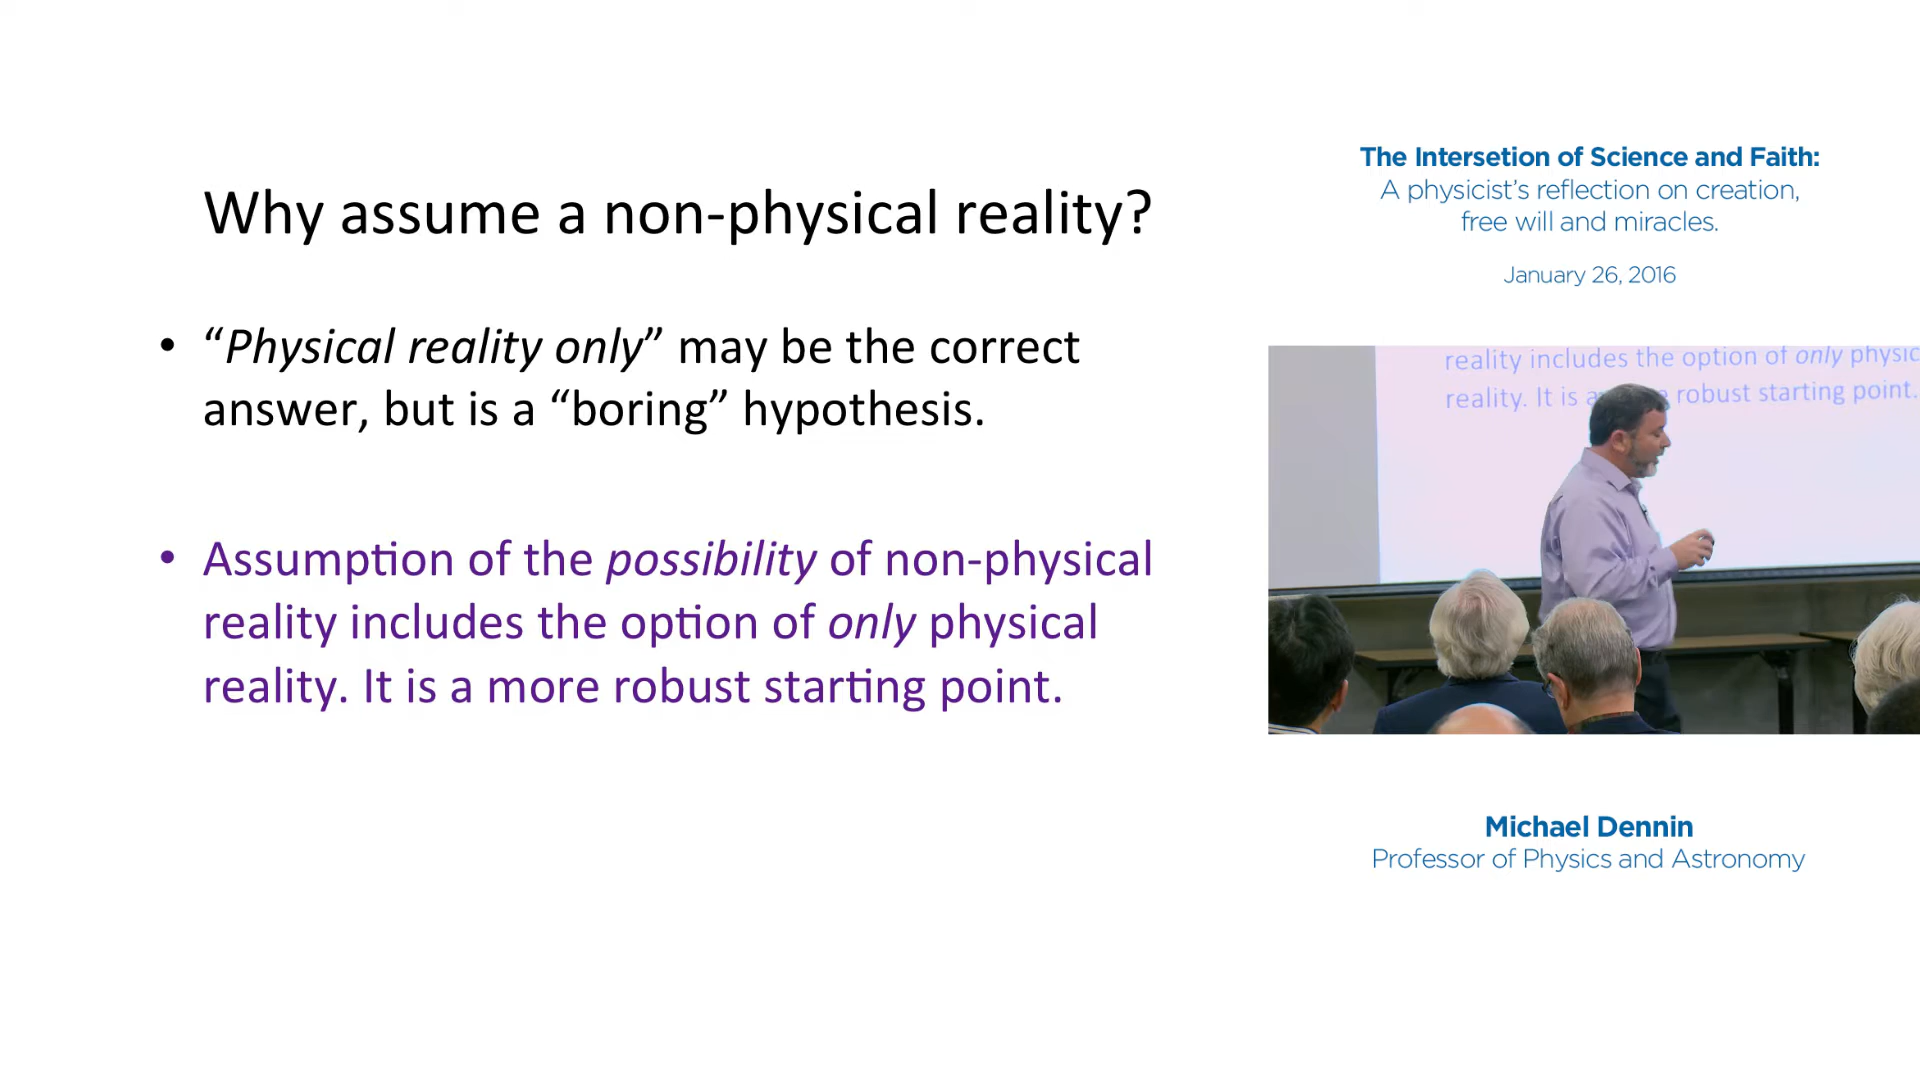 Why assume a non-physical reality?
• “Physical reality only” may be the correct
answer, but is a “boring” hypothesis.
• Assumption of the possibility of non-physical
reality includes the option of only physical
reality. It is a more robust starting point.
The Intersetion of Science and Faith:
A physicist’s reflection on creation,
free will and miracles.
January 26, 2016
reality includes the option of only physic
reality. It is a robust starting point.
Michael Dennin
Professor of Physics and Astronomy